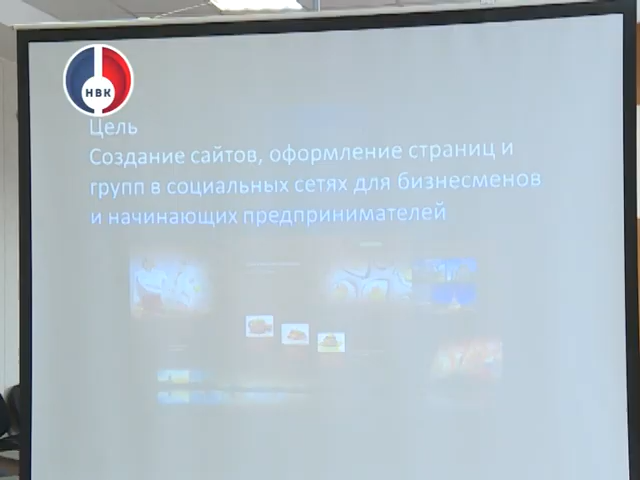 НВК
Цель
Создание сайтов, оформление страниц и
групп в социальных сетях для бизнесменов
и начинающих предпринимателей